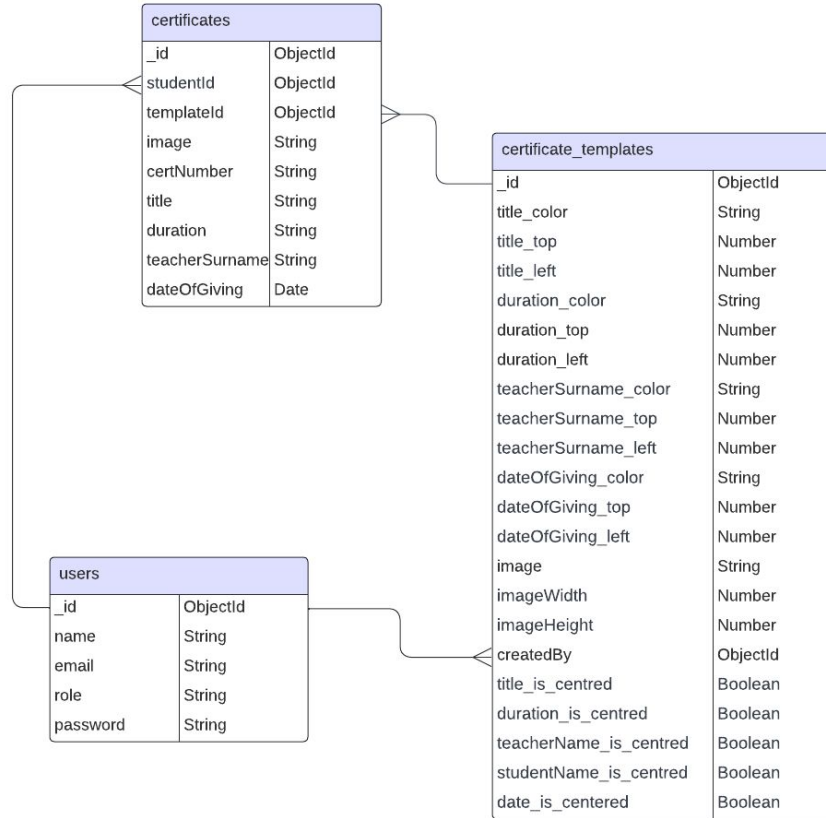 certificates
_id ObjectId
studentId ObjectId
templateId ObjectId
image String
certNumber String
title String
duration String
teacherSurname String
dateOfGiving Date
certificate_templates
_id ObjectId
title_color String
title_top Number
title_left Number
duration_color String
duration_top Number
duration_left Number
teacherSurname_color String
teacherSurname_top Number
teacherSurname_left Number
dateOfGiving_color String
dateOfGiving_top Number
dateOfGiving_left Number
image String
imageWidth Number
imageHeight Number
createdBy ObjectId
title_is_centred Boolean
duration_is_centred Boolean
teacherName_is_centred Boolean
studentName_is_centred Boolean
date_is_centered Boolean
users
_id ObjectId
name String
email String
role String
password String